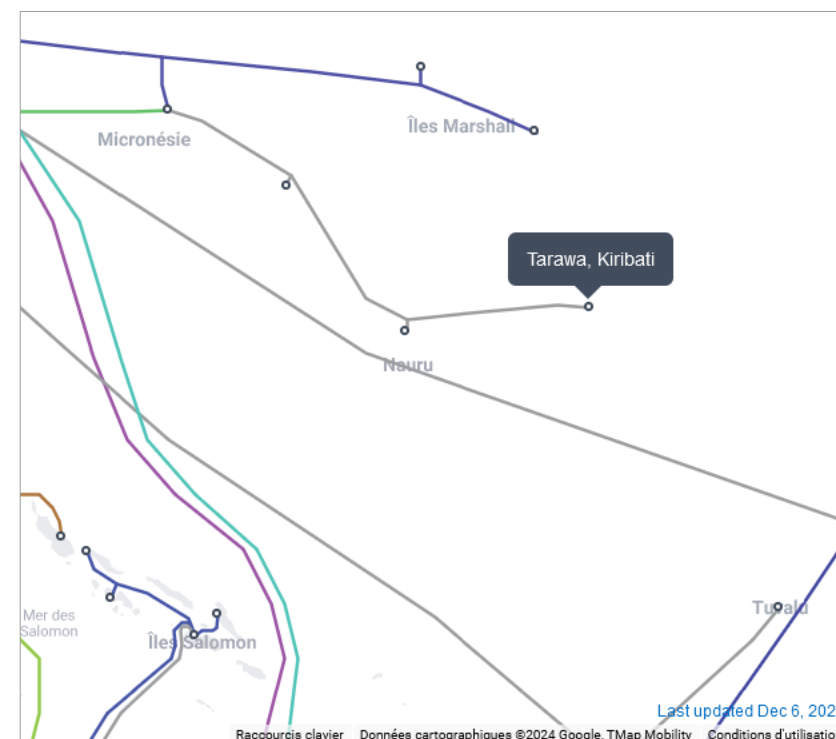 Îles Marshall
Micronésie
Tarawa, Kiribati
Nauru
Tuvalu
Mer des
Salomon
Îles Salomon
Last updated Dec 6, 202
Raccourcis clavier Données cartographiques ©2024 Google, TMap Mobility Conditions d'utilisatio